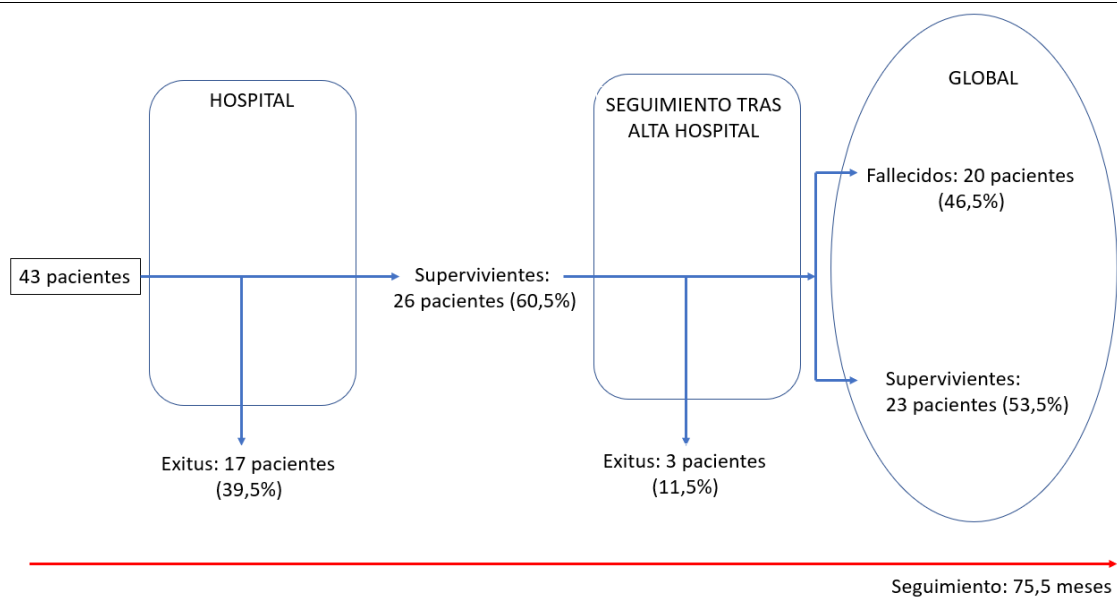 HOSPITAL
SEGUIMIENTO TRAS
ALTA HOSPITAL
GLOBAL
Fallecidos: 20 pacientes
(46,5%)
43 pacientes
Supervivientes:
26 pacientes (60,5%)
Supervivientes:
23 pacientes (53,5%)
Exitus: 17 pacientes
(39,5%)
Exitus: 3 pacientes
(11,5%)
Seguimiento: 75,5 meses